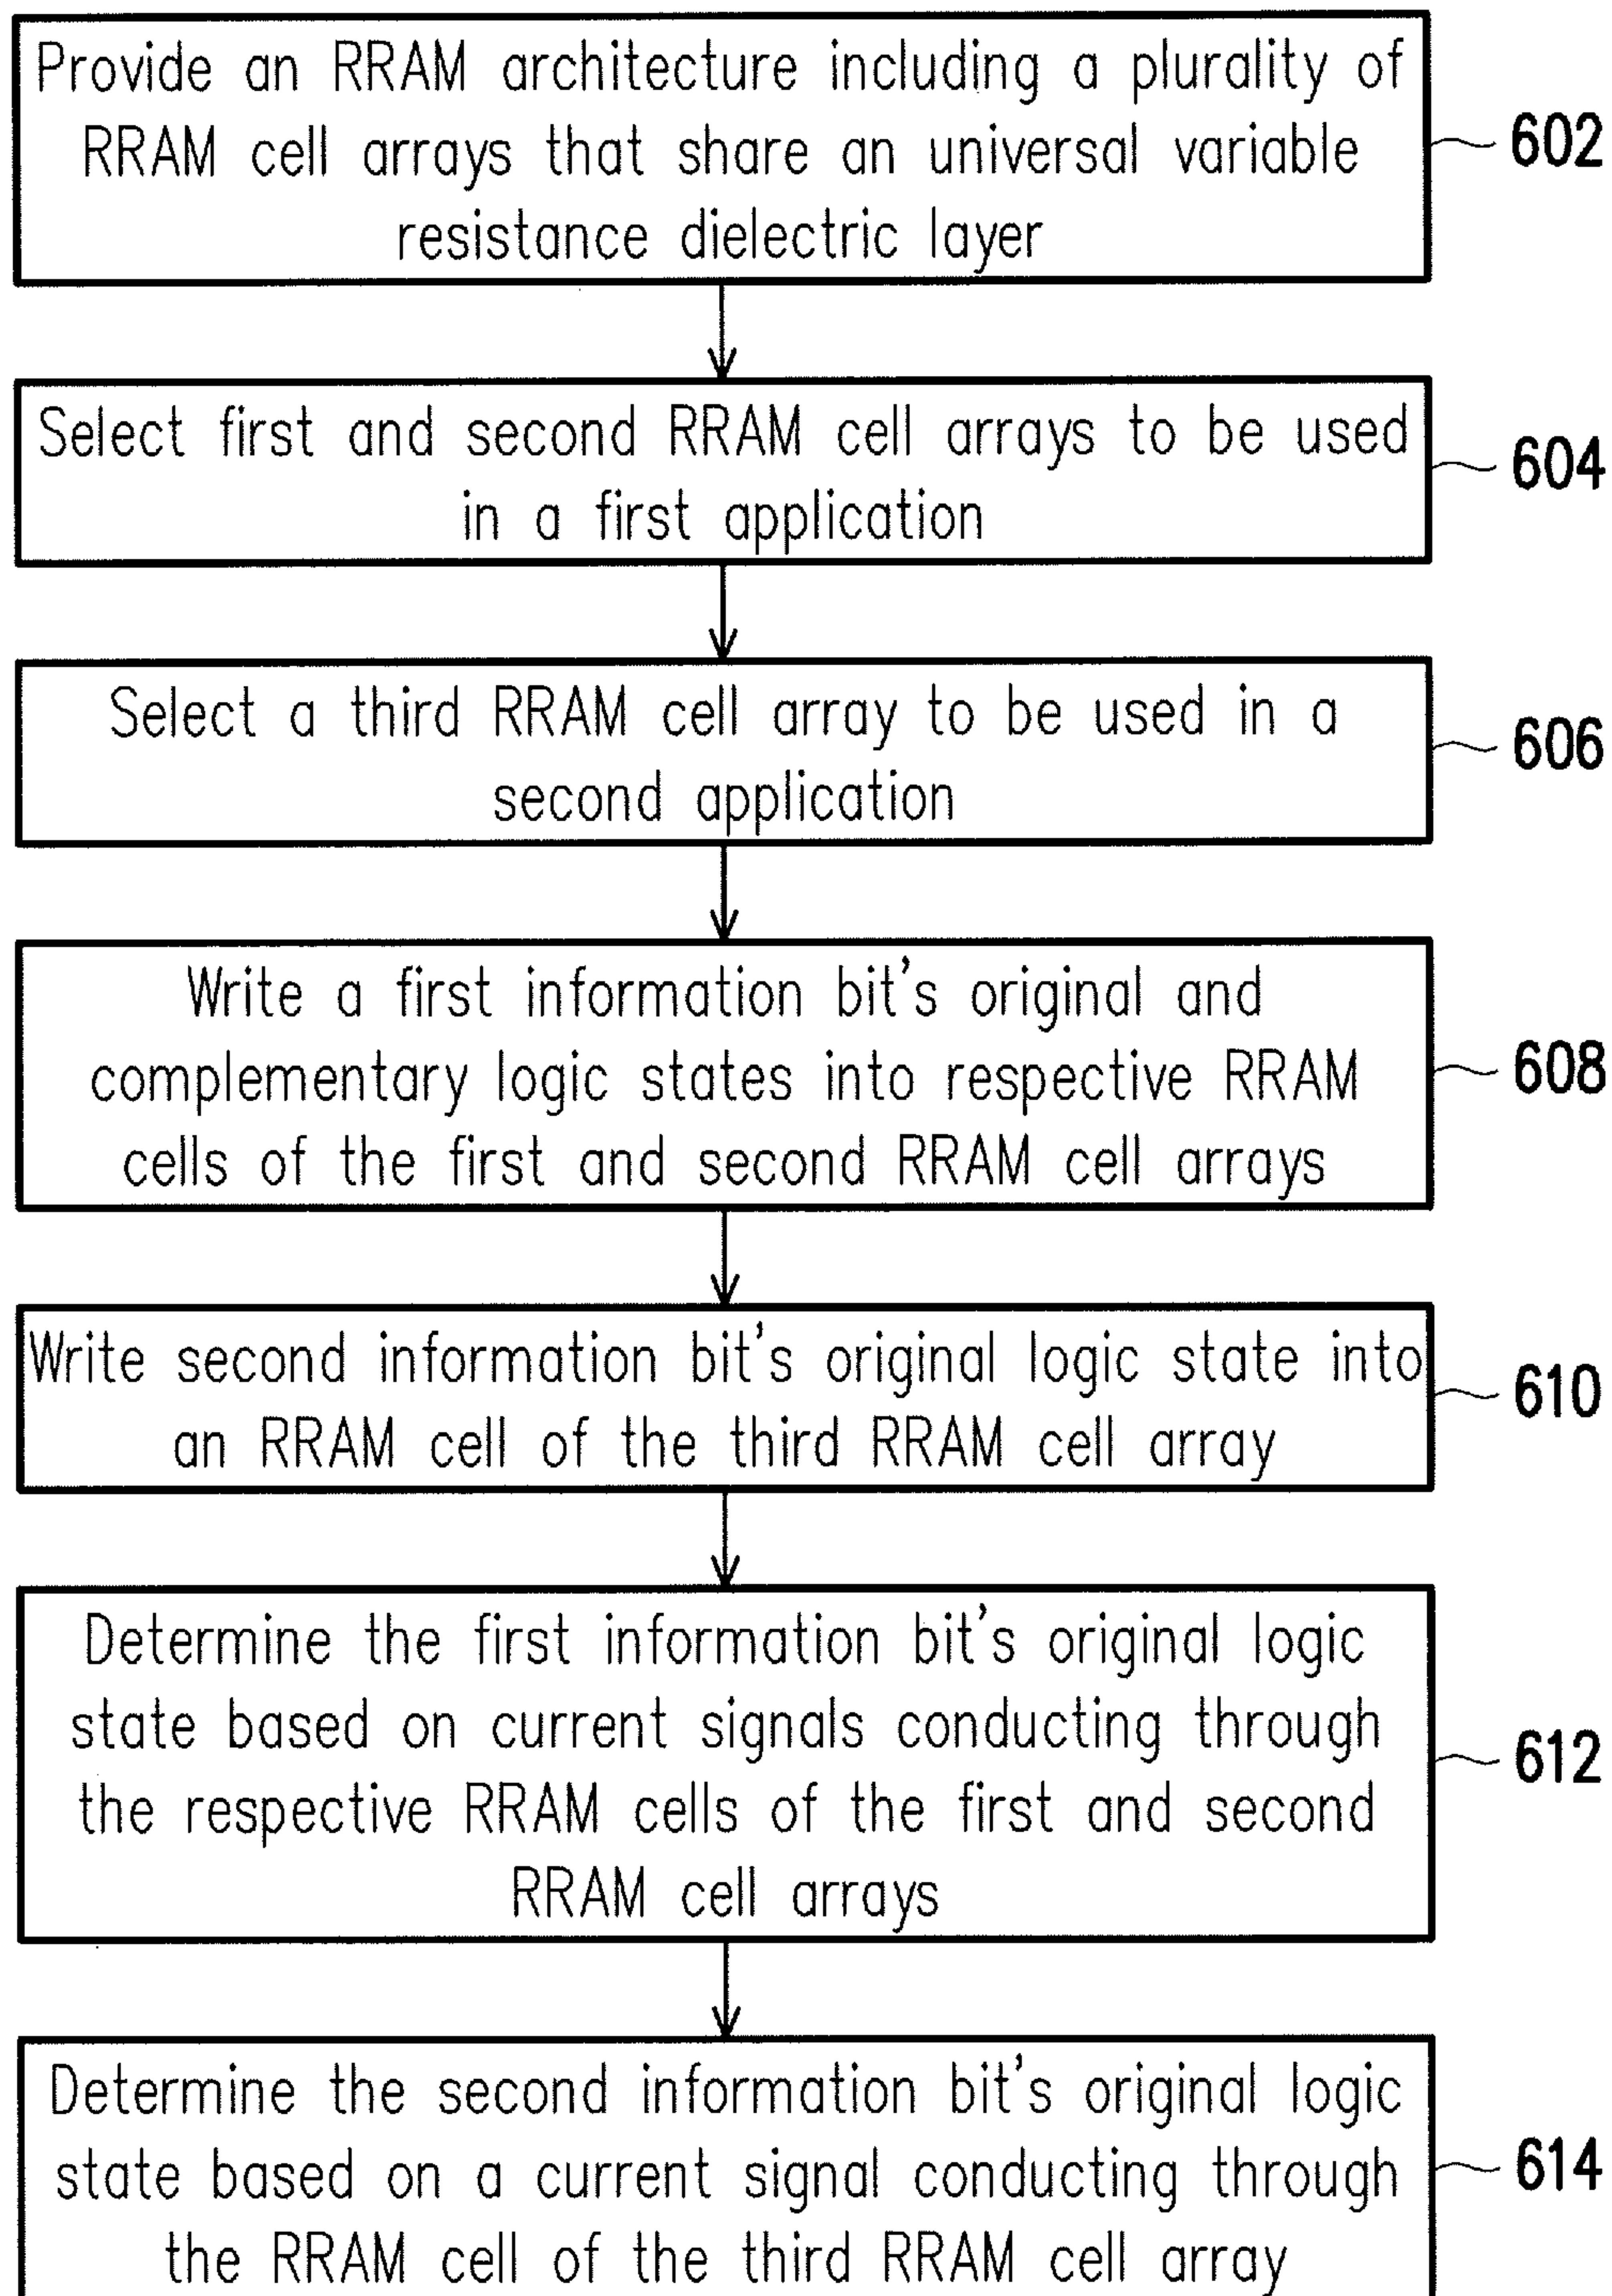 Provide an RRAM architecture including a plurality of
RRAM cell arrays that share an universal variable
resistance dielectric layer
602
Select first and second RRAM cell arrays to be used
in a first application
604
Select a third RRAM cell array to be used in a
second application
606
Write a first information bit's original and
complementary logic states into respective RRAM
cells of the first and second RRAM cell arrays
608
Write second information bit's original logic state into
an RRAM cell of the third RRAM cell array
610
Determine the first information bit's original logic
state based on current signals conducting through
the respective RRAM cells of the first and second
RRAM cell arrays
612
Determine the second information bit's original logic
state based on a current signal conducting through
the RRAM cell of the third RRAM cell array
614